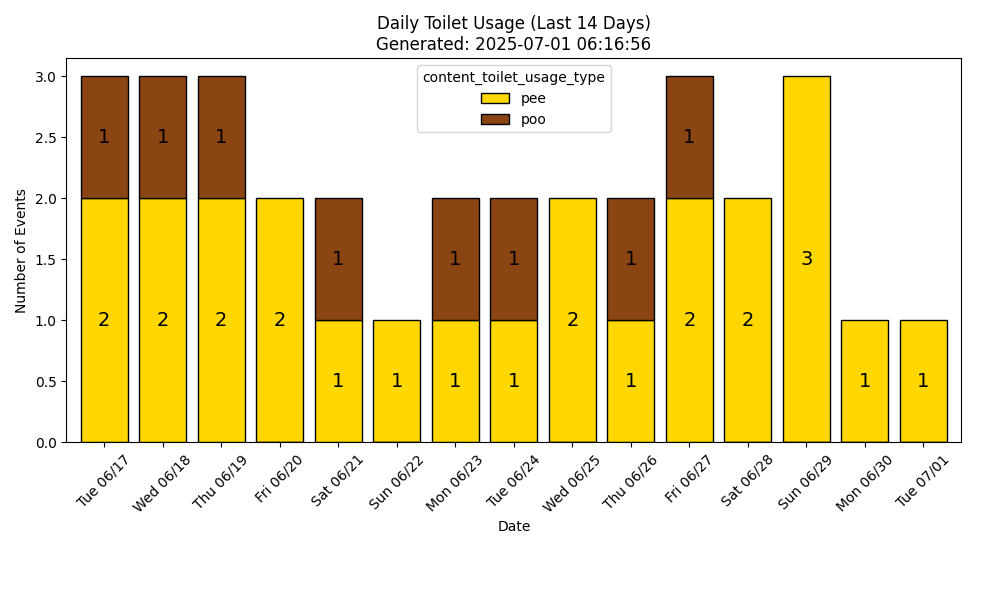 Daily Toilet Usage (Last 14 Days)
Generated: 2025-07-01 06:16:56
content_toilet_usage_type
pee
poo
Number of Events
3.0
2.5
2.0
1.5
1.0
0.5
0.0
1 1 1 1
1 1 1 1 3
2 2 2 2 2 2 2
1 1 1 1 1 1 1
Tue 06/17
Wed 06/18
Thu 06/19
Fri 06/20
Sat 06/21
Sun 06/22
Mon 06/23
Tue 06/24
Wed 06/25
Thu 06/26
Fri 06/27
Sat 06/28
Sun 06/29
Mon 06/30
Tue 07/01
Date